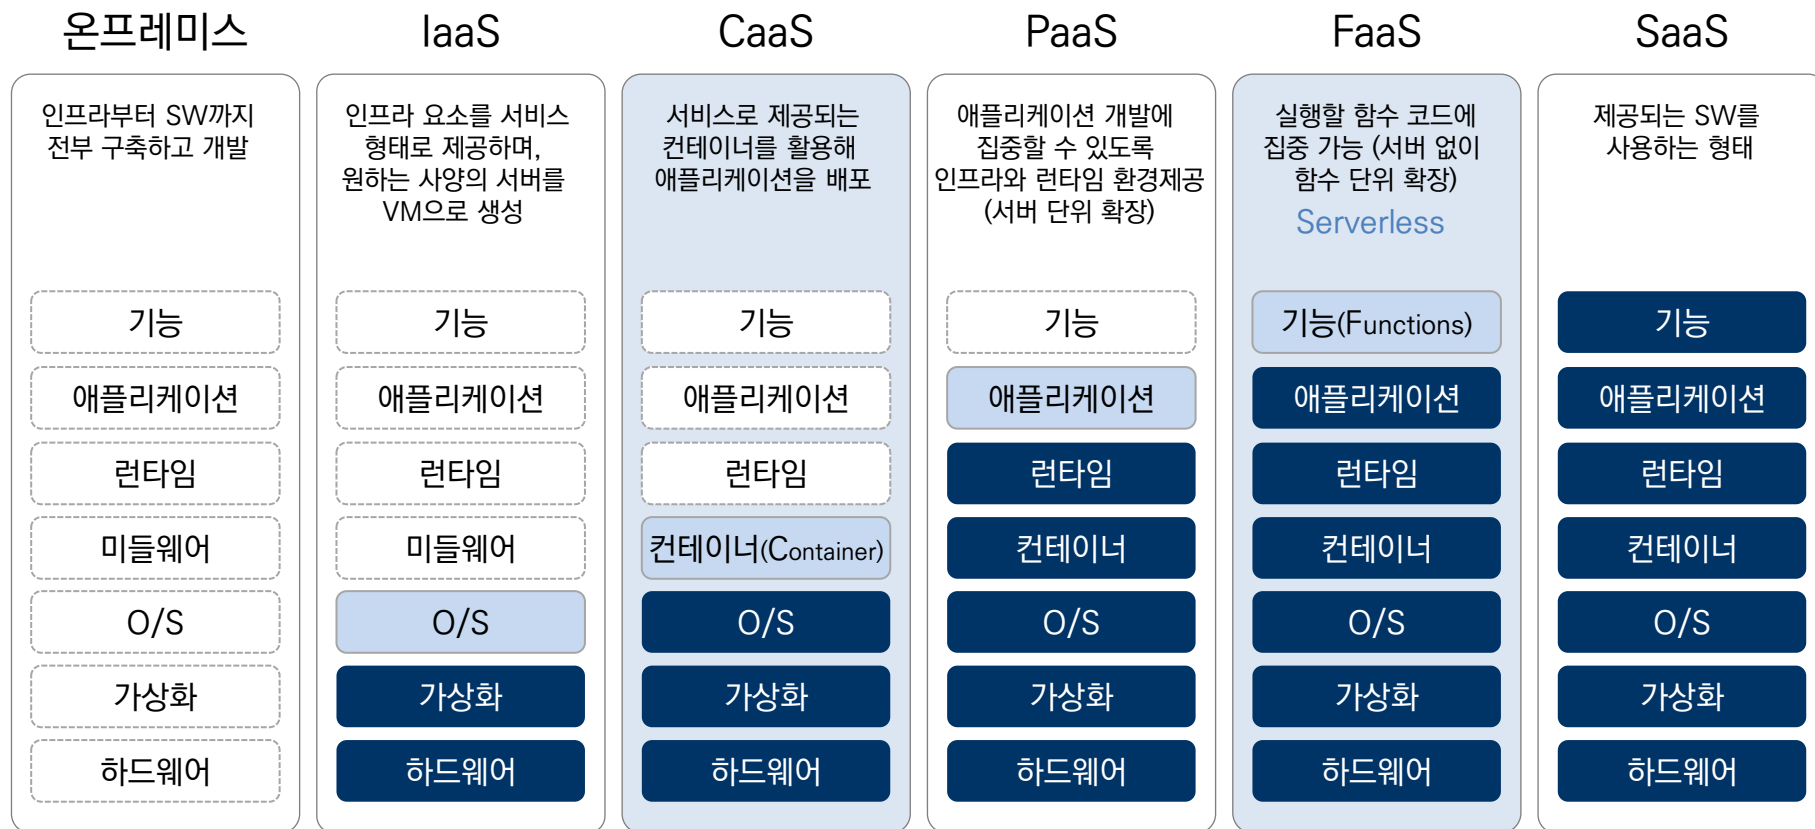 온프레미스
인프라부터 SW까지
전부 구축하고 개발
기능
애플리케이션
런타임
미들웨어
O/S
가상화
하드웨어
IaaS
인프라 요소를 서비스
형태로 제공하며,
원하는 사양의 서버를
VM으로 생성
기능
애플리케이션
런타임
미들웨어
O/S
가상화
하드웨어
CaaS
서비스로 제공되는
컨테이너를 활용해
애플리케이션을 배포
기능
애플리케이션
런타임
컨테이너(Container)
O/S
가상화
하드웨어
PaaS
애플리케이션 개발에
집중할 수 있도록
인프라와 런타임 환경제공
(서버 단위 확장)
기능
애플리케이션
런타임
컨테이너
O/S
가상화
하드웨어
FaaS
실행할 함수 코드에
집중 가능 (서버 없이
함수 단위 확장)
Serverless
기능(Functions)
애플리케이션
런타임
컨테이너
O/S
가상화
하드웨어
SaaS
제공되는 SW를
사용하는 형태
기능
애플리케이션
런타임
컨테이너
O/S
가상화
하드웨어